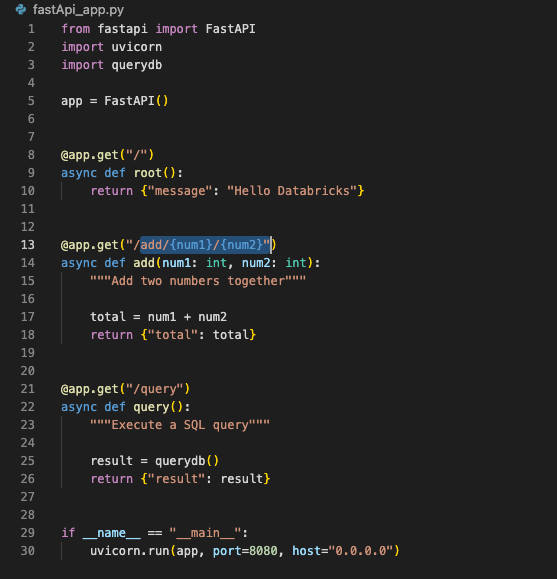 fastApi_app.py
1 from fastapi import FastAPI
2 import uvicorn
3 import querydb
4
5 app = FastAPI()
6
7
8 @app.get("/")
9 async def root():
10     return {"message": "Hello Databricks"}
11
12
13 @app.get("/add/{num1}/{num2}")
14 async def add(num1: int, num2: int):
15     """Add two numbers together"""
16
17     total = num1 + num2
18     return {"total": total}
19
20
21 @app.get("/query")
22 async def query():
23     """Execute a SQL query"""
24
25     result = querydb()
26     return {"result": result}
27
28
29 if __name__ == "__main__":
30     uvicorn.run(app, port=8080, host="0.0.0.0")